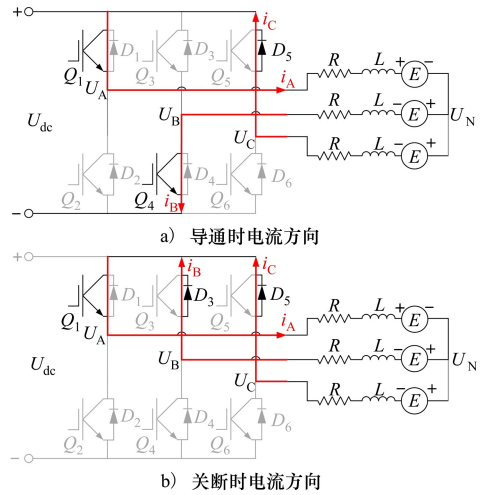 +
i_C
D_1
D_3
D_5
Q_1
Q_3
Q_5
U_A
i_A
R
L
+
E
−
U_B
R
L
−
E
+
U_N
U_dc
U_C
R
L
−
E
+
D_2
D_4
D_6
Q_2
Q_4
i_B
Q_6
−
a） 导通时电流方向
+
i_B
i_C
D_1
D_3
D_5
Q_1
Q_3
Q_5
U_A
i_A
R
L
+
E
−
U_B
R
L
−
E
+
U_N
U_dc
U_C
R
L
−
E
+
D_2
D_4
D_6
Q_2
Q_4
Q_6
−
b） 关断时电流方向